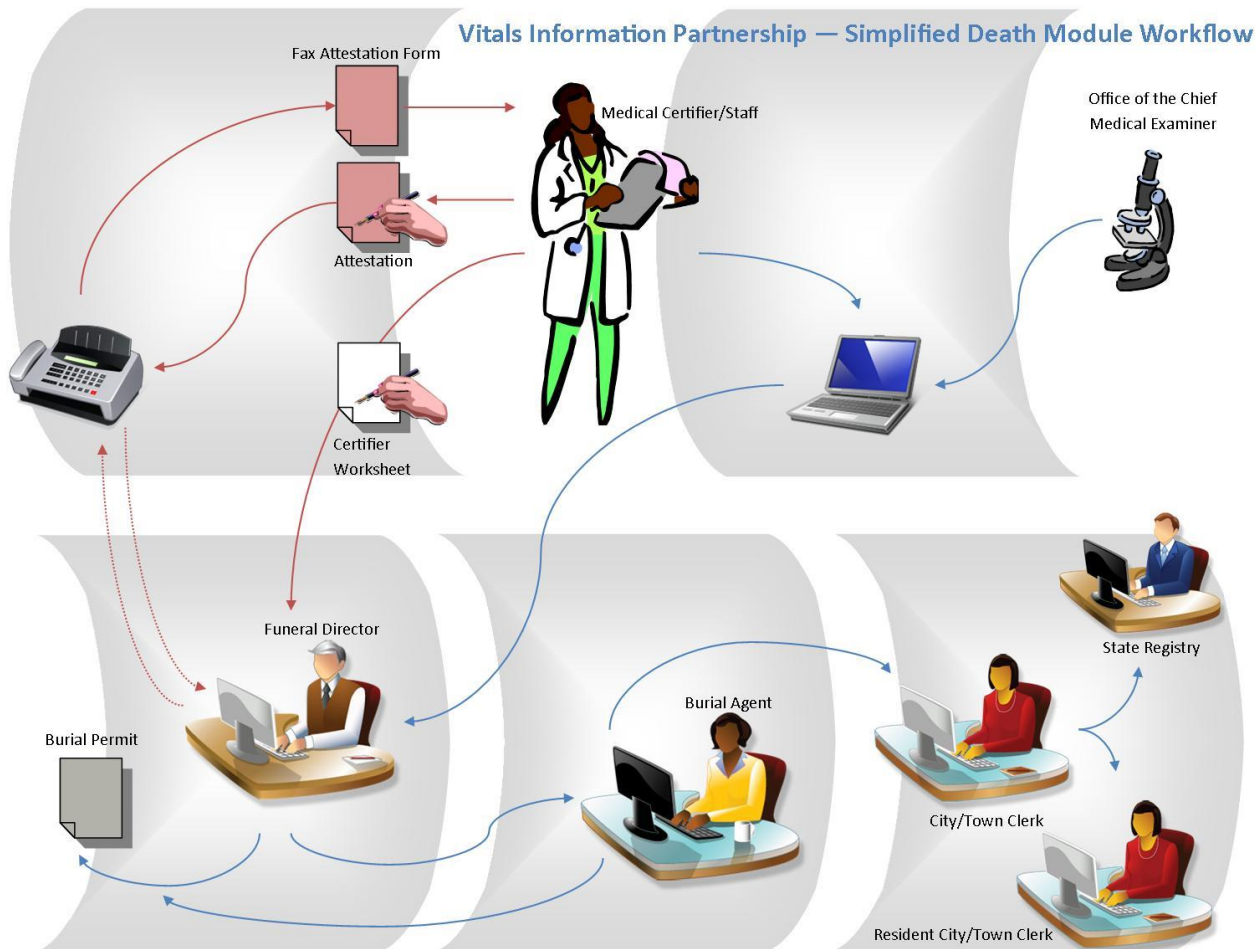 Vitals Information Partnership — Simplified Death Module Workflow
Fax Attestation Form
Medical Certifier/Staff
Office of the Chief
Medical Examiner
Attestation
Certifier
Worksheet
Funeral Director
State Registry
Burial Agent
Burial Permit
City/Town Clerk
Resident City/Town Clerk